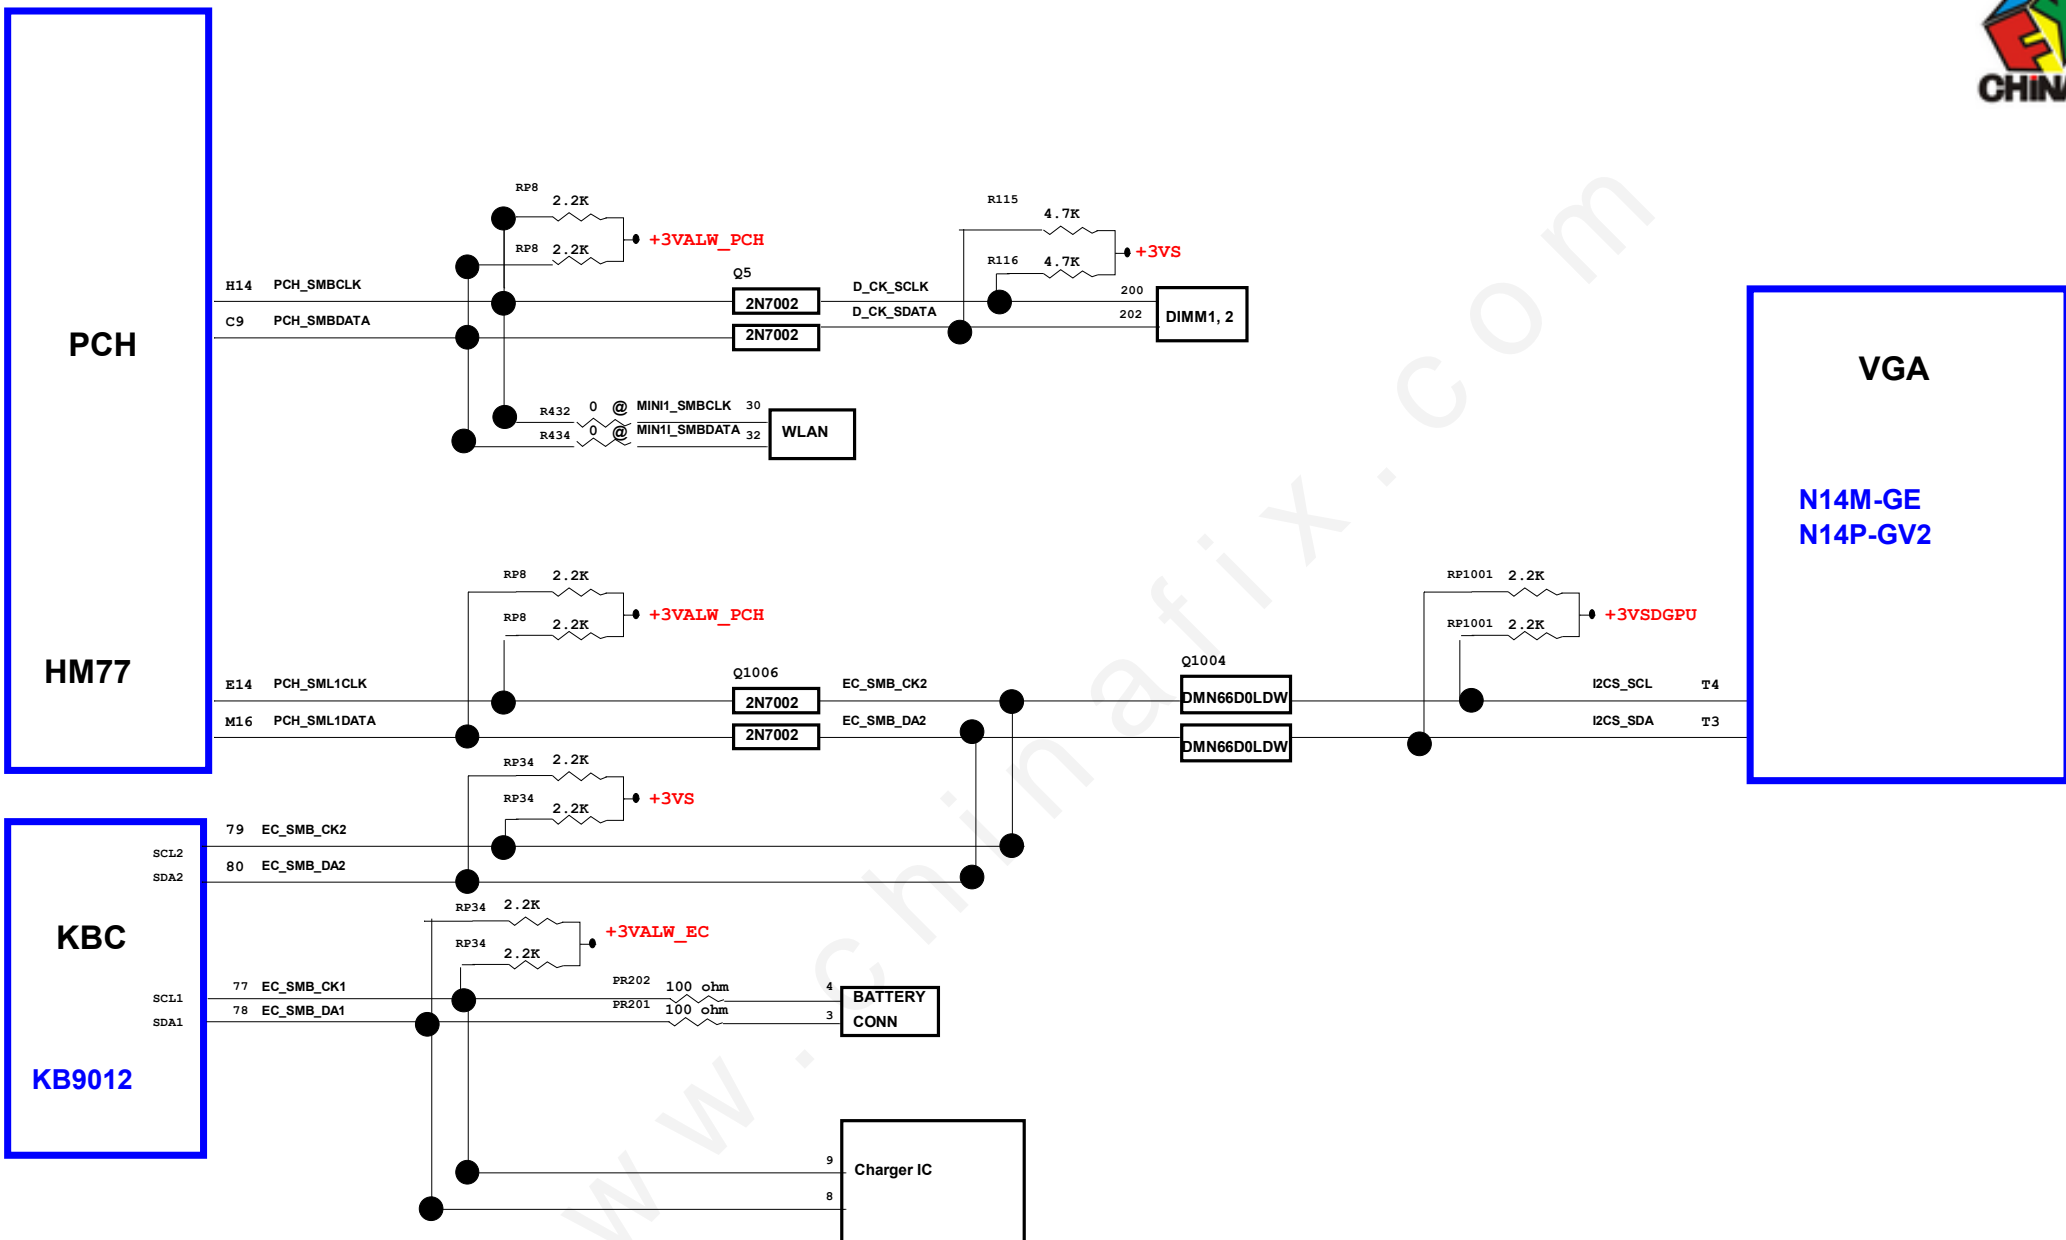 CHINA
RP8
2.2K
RP8 2.2K
+3VALW_PCH
R115
4.7K
R116 4.7K
+3VS
H14 PCH_SMBCLK
C9 PCH_SMBDATA
Q5
2N7002
2N7002
D_CK_SCLK
D_CK_SDATA
200
202
DIMM1, 2
PCH
R432 0 @ MINI1_SMBCLK 30
R434 0 @ MIN1I_SMBDATA 32
WLAN
VGA
N14M-GE
N14P-GV2
RP8 2.2K
RP8 2.2K
+3VALW_PCH
RP1001 2.2K
RP1001 2.2K
+3VSDGPU
HM77
E14 PCH_SML1CLK
M16 PCH_SML1DATA
Q1006
2N7002
2N7002
EC_SMB_CK2
EC_SMB_DA2
Q1004
DMN66D0LDW
DMN66D0LDW
I2CS_SCL T4
I2CS_SDA T3
RP34 2.2K
RP34 2.2K
+3VS
79 EC_SMB_CK2
SCL2
80 EC_SMB_DA2
SDA2
KBC
RP34 2.2K
RP34 2.2K
+3VALW_EC
77 EC_SMB_CK1
SCL1
78 EC_SMB_DA1
SDA1
PR202 100 ohm 4
PR201 100 ohm 3
BATTERY
CONN
KB9012
9
8
Charger IC
www.chinafix.com